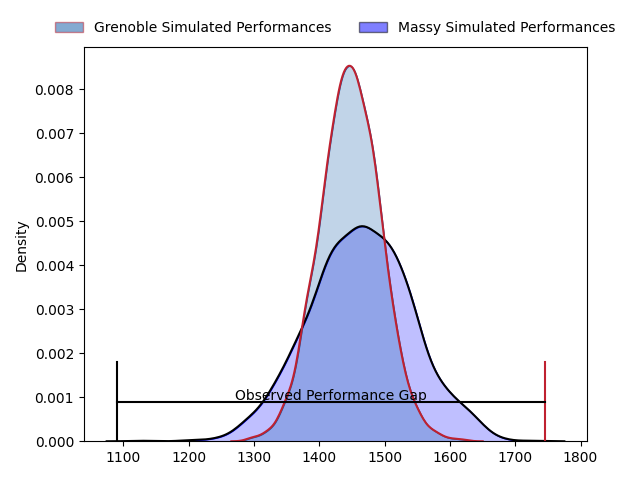 Grenoble Simulated Performances Massy Simulated Performances
0.008
0.007
0.006
0.005
0.004
0.003
0.002
0.001
0.000
Density
Observed Performance Gap
1100 1200 1300 1400 1500 1600 1700 1800